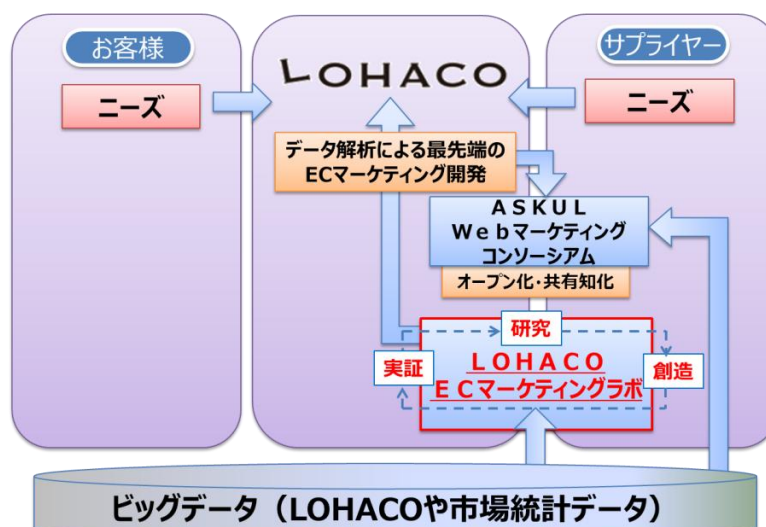 お客様
LOHACO
サプライヤー
ニーズ
ニーズ
データ解析による最先端の
ECマーケティング開発
ASKUL
Webマーケティング
コンソーシアム
オープン化・共有知化
研究
実証
LOHACO
ECマーケティングラボ
創造
ビッグデータ（LOHACOや市場統計データ）